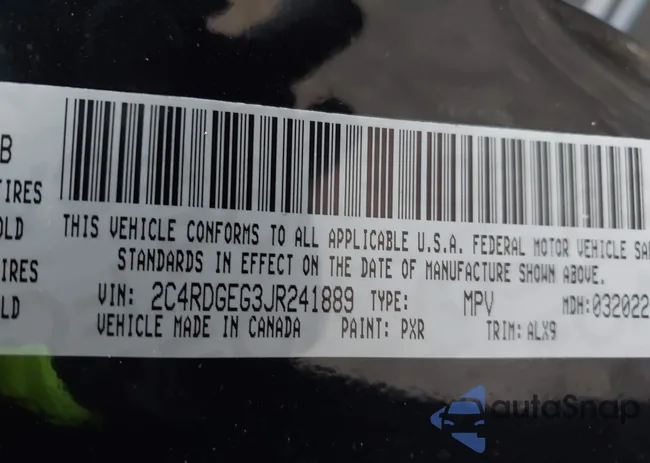 B
TIRES
OLD
TIRES
LD
THIS VEHICLE CONFORMS TO ALL APPLICABLE U.S.A. FEDERAL MOTOR VEHICLE SA
STANDARDS IN EFFECT ON THE DATE OF MANUFACTURE SHOWN ABOVE.
VIN: 2C4RDGEG3JR241889 TYPE: MPV MDH:032022
VEHICLE MADE IN CANADA PAINT: PXR TRIM:ALX9
autoSnap